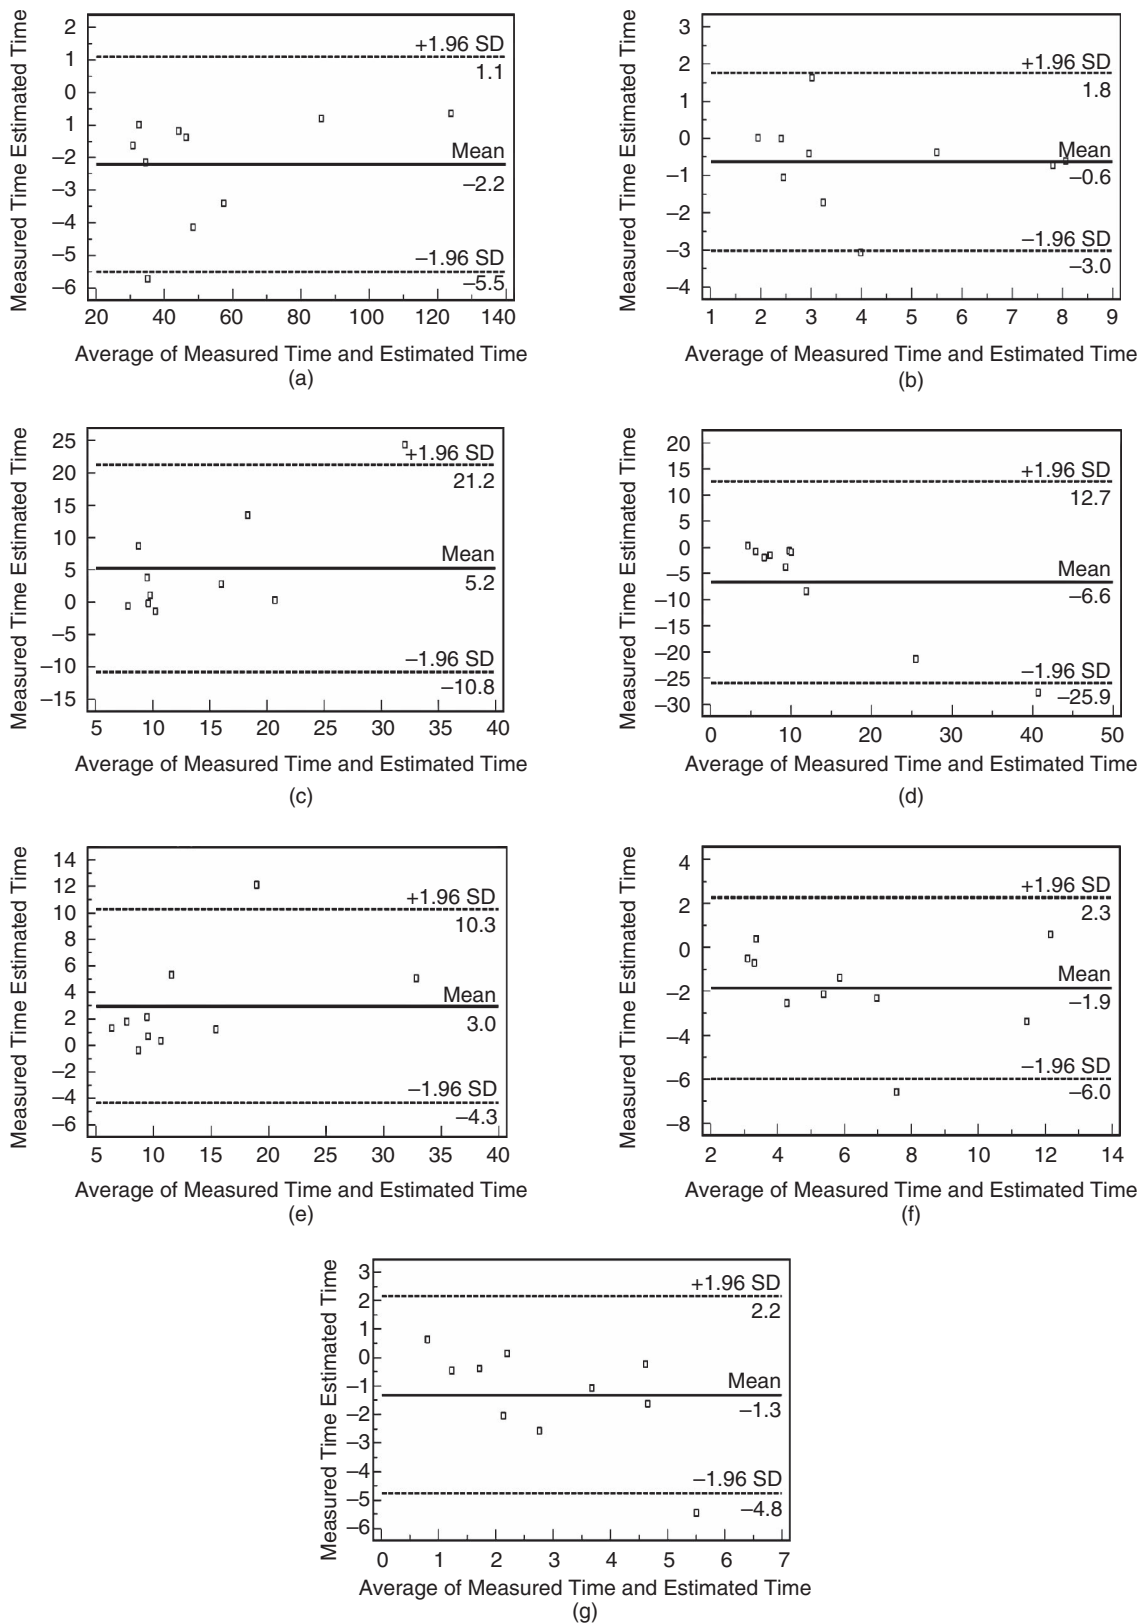 Measured Time Estimated Time
2
1
0
1
−2
−3
−4
−5
−6
+1.96 SD
1.1
Mean
−2.2
−1.96 SD
−5.5
20 40 60 80 100 120 140
Average of Measured Time and Estimated Time
(a)
Measured Time Estimated Time
3
2
1
0
−1
−2
−3
−4
+1.96 SD
1.8
Mean
−0.6
−1.96 SD
−3.0
1 2 3 4 5 6 7 8 9
Average of Measured Time and Estimated Time
(b)
Measured Time Estimated Time
25
20
15
10
5
0
−5
−10
−15
+1.96 SD
21.2
Mean
5.2
−1.96 SD
−10.8
5 10 15 20 25 30 35 40
Average of Measured Time and Estimated Time
(c)
Measured Time Estimated Time
20
15
10
5
0
−5
−10
−15
−20
−25
−30
+1.96 SD
12.7
Mean
−6.6
−1.96 SD
−25.9
0 10 20 30 40 50
Average of Measured Time and Estimated Time
(d)
Measured Time Estimated Time
14
12
10
8
6
4
2
0
−2
−4
−6
+1.96 SD
10.3
Mean
3.0
−1.96 SD
−4.3
5 10 15 20 25 30 35 40
Average of Measured Time and Estimated Time
(e)
Measured Time Estimated Time
4
2
0
−2
−4
−6
−8
+1.96 SD
2.3
Mean
−1.9
−1.96 SD
−6.0
2 4 6 8 10 12 14
Average of Measured Time and Estimated Time
(f)
Measured Time Estimated Time
3
2
1
0
−1
−2
−3
−4
−5
−6
+1.96 SD
2.2
Mean
−1.3
−1.96 SD
−4.8
0 1 2 3 4 5 6 7
Average of Measured Time and Estimated Time
(g)